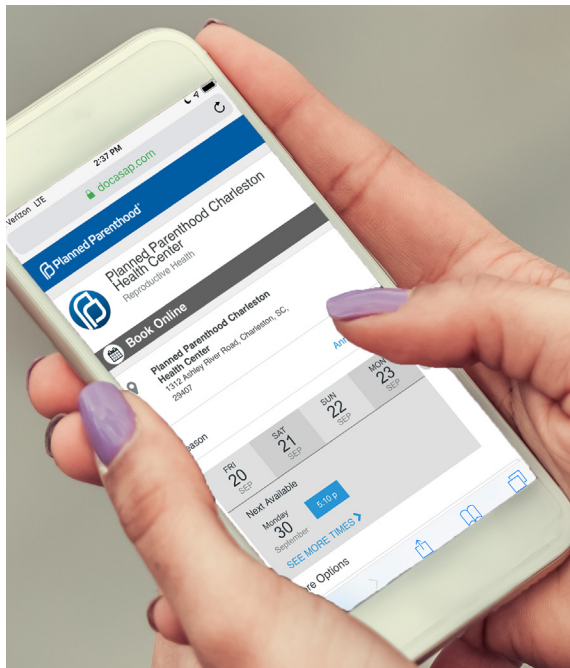 Verizon LTE
2:37 PM
docasap.com
Planned Parenthood®
Planned Parenthood Charleston
Health Center
Reproductive Health
Book Online
Planned Parenthood Charleston
Health Center
1312 Ashley River Road, Charleston, SC,
29407
FRI
20
SEP
SAT
21
SEP
SUN
22
SEP
MON
23
SEP
Next Available
Monday
30
September
5:10 p
SEE MORE TIMES
Options